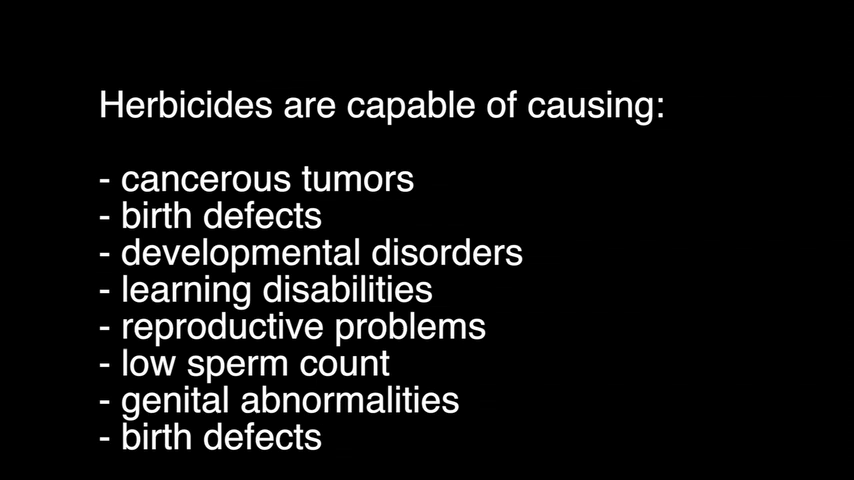 Herbicides are capable of causing:
- cancerous tumors
- birth defects
- developmental disorders
- learning disabilities
- reproductive problems
- low sperm count
- genital abnormalities
- birth defects